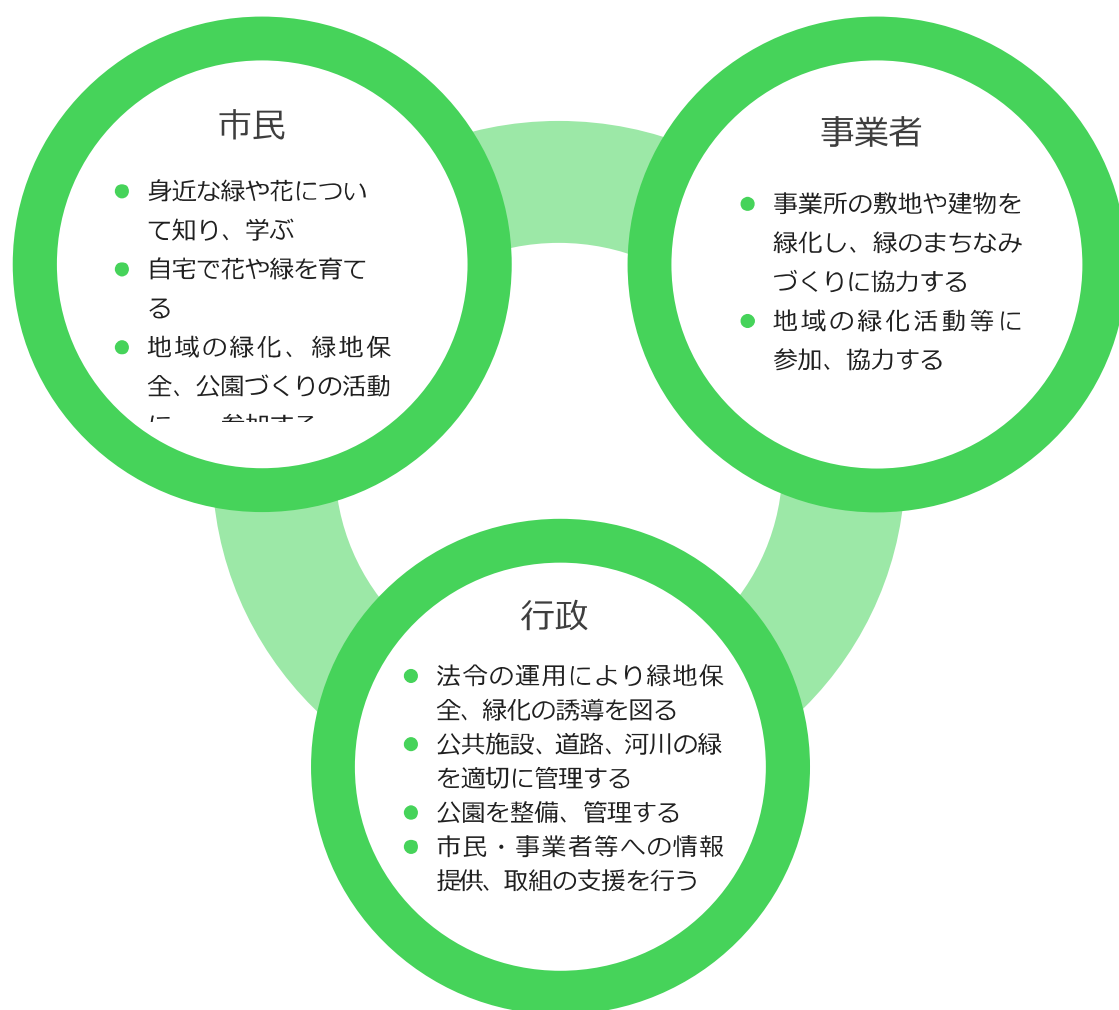 市民
● 身近な緑や花につい
て知り、学ぶ
● 自宅で花や緑を育て
る
● 地域の緑化、緑地保
全、公園づくりの活動
事業者
● 事業所の敷地や建物を
緑化し、緑のまちなみ
づくりに協力する
● 地域の緑化活動等に
参加、協力する
行政
● 法令の運用により緑地保
全、緑化の誘導を図る
● 公共施設、道路、河川の緑
を適切に管理する
● 公園を整備、管理する
● 市民・事業者等への情報
提供、取組の支援を行う